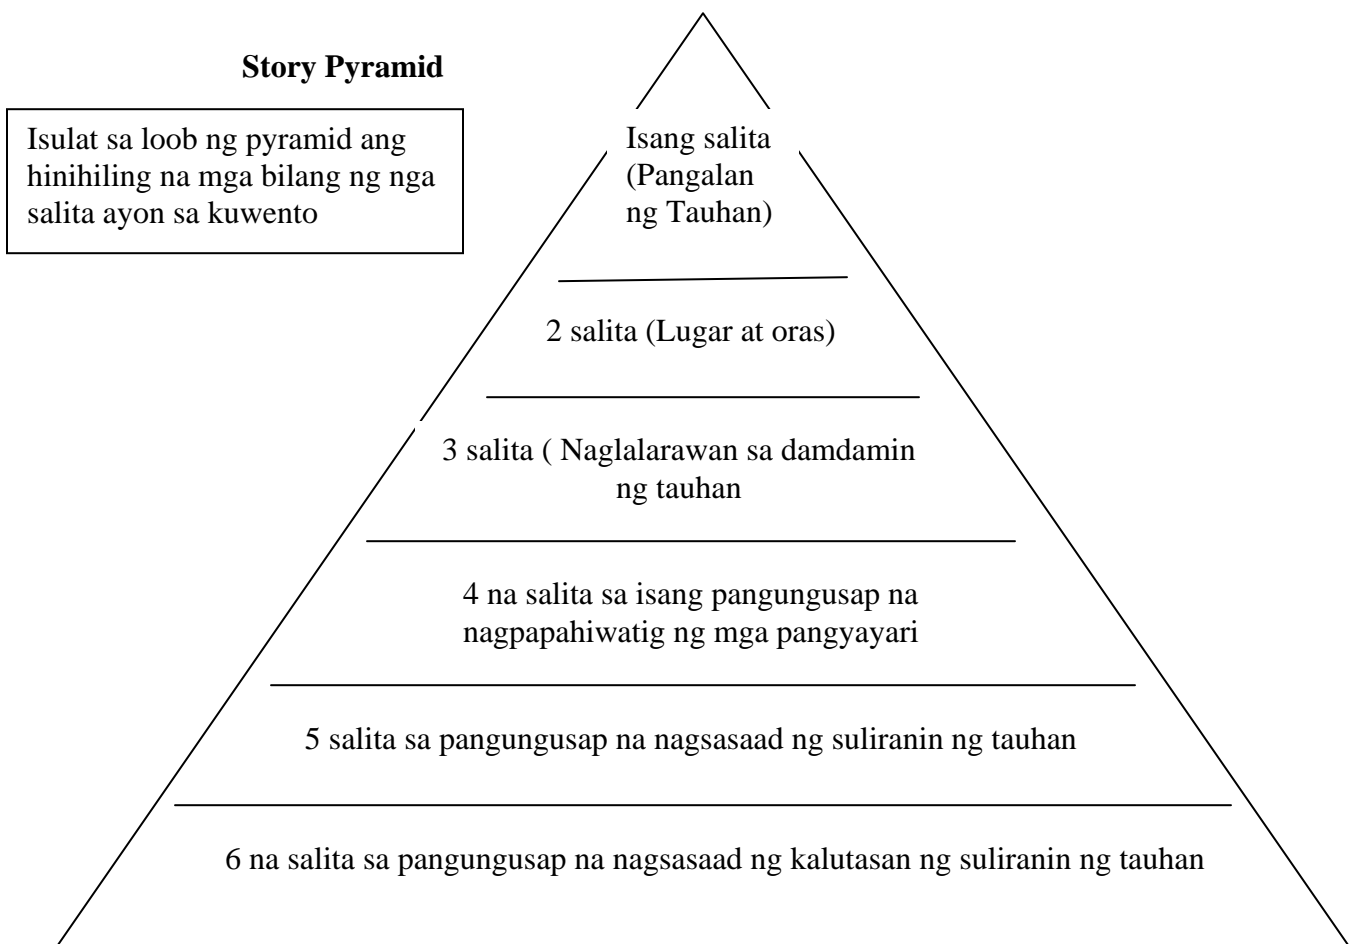 Story Pyramid
Isulat sa loob ng pyramid ang
hinihiling na mga bilang ng nga
salita ayon sa kuwento
Isang salita
(Pangalan
ng Tauhan)
2 salita (Lugar at oras)
3 salita ( Naglalarawan sa damdamin
ng tauhan
4 na salita sa isang pangungusap na
nagpapahiwatig ng mga pangyayari
5 salita sa pangungusap na nagsasaad ng suliranin ng tauhan
6 na salita sa pangungusap na nagsasaad ng kalutasan ng suliranin ng tauhan